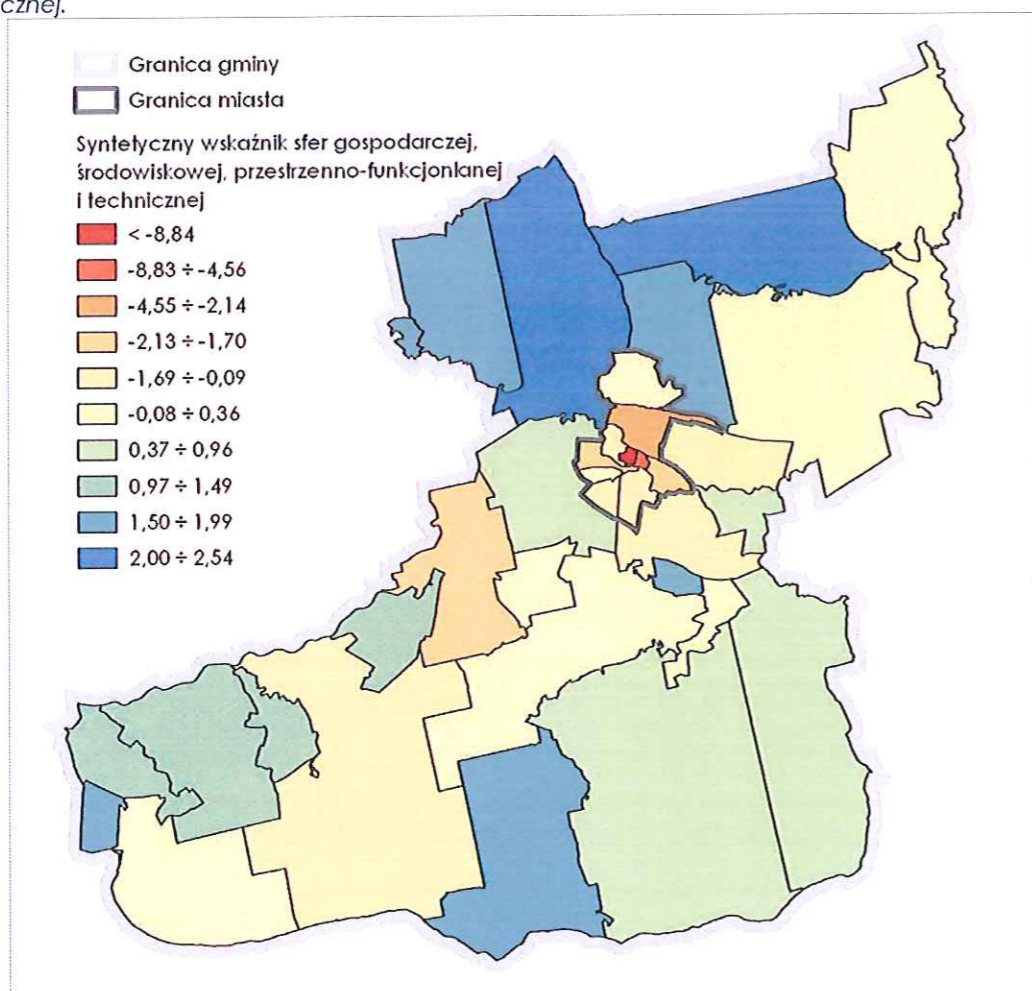 cznej.
Granica gminy
Granica miasta
Syntetyczny wskaźnik sfer gospodarczej,
środowiskowej, przestrzenno-funkcjonlanej
i technicznej
< -8,84
-8,83 ÷ -4,56
-4,55 ÷ -2,14
-2,13 ÷ -1,70
-1,69 ÷ -0,09
-0,08 ÷ 0,36
0,37 ÷ 0,96
0,97 ÷ 1,49
1,50 ÷ 1,99
2,00 ÷ 2,54